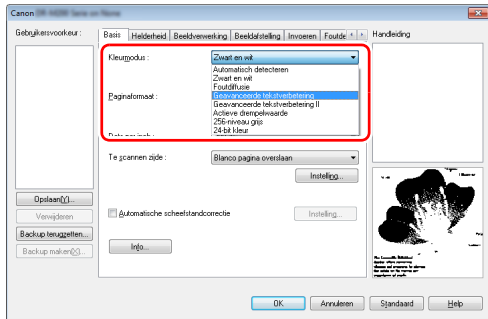 Canon
Gebruikersvoorkeur :
Basis Helderheid Beeldverwerking Beeldafstelling Invoeren Foutde
Handleiding
Kleurmodus : Zwart en wit
Automatisch detecteren
Zwart en wit
Foutdiffusie
Geavanceerde tekstverbetering
Geavanceerde tekstverbetering II
Actieve drempelwaarde
256-niveau grijs
24-bit kleur
Paginaformaat :
Te scannen zijde : Blanco pagina overslaan
Instelling...
Automatische scheefstandcorrectie Instelling...
Info...
Opslaan(Y)...
Verwijderen
Backup terugzetten...
Backup maken(X)...
OK Annuleren Standaard Help